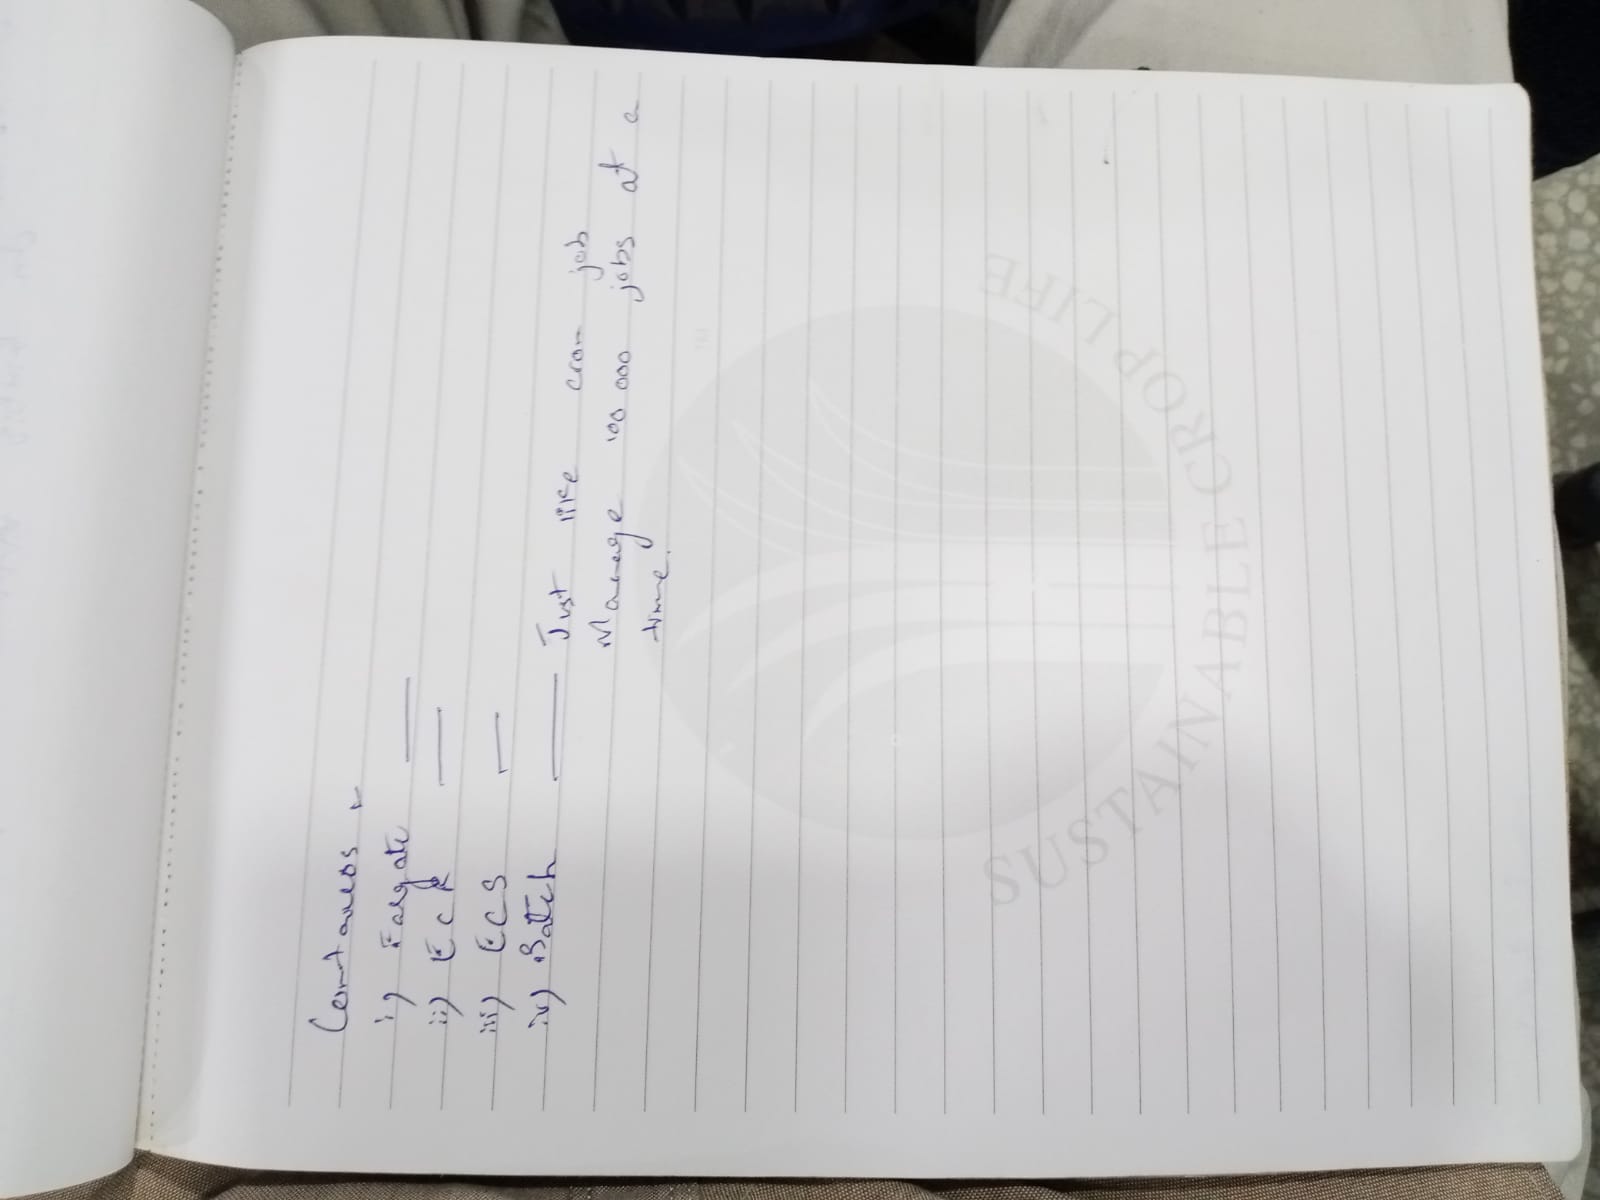 Containers :-
i) Fargate —
ii) ECR —
iii) ECS —
iv) Batch — Just like cron job
Manage 100 000 jobs at a
time.
SUSTAINABLE CROP LIFE